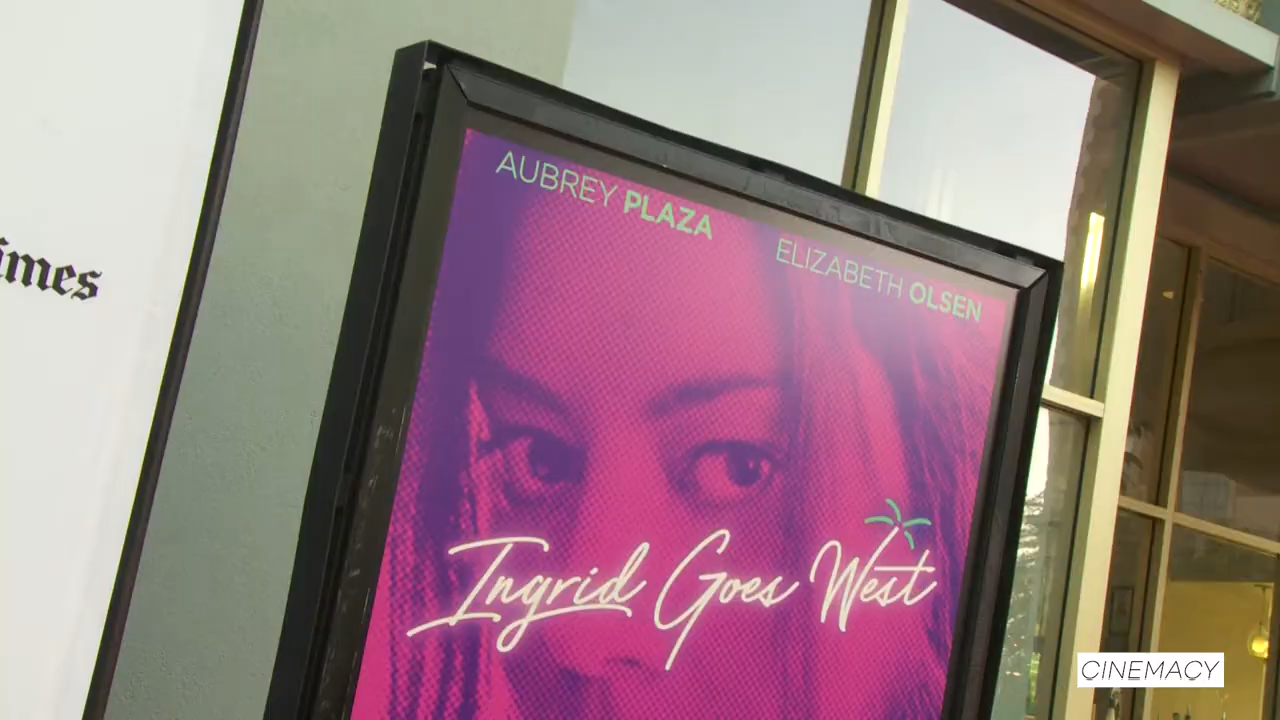 imes
AUBREY PLAZA
ELIZABETH OLSEN
Ingrid Goes West
CINEMACY